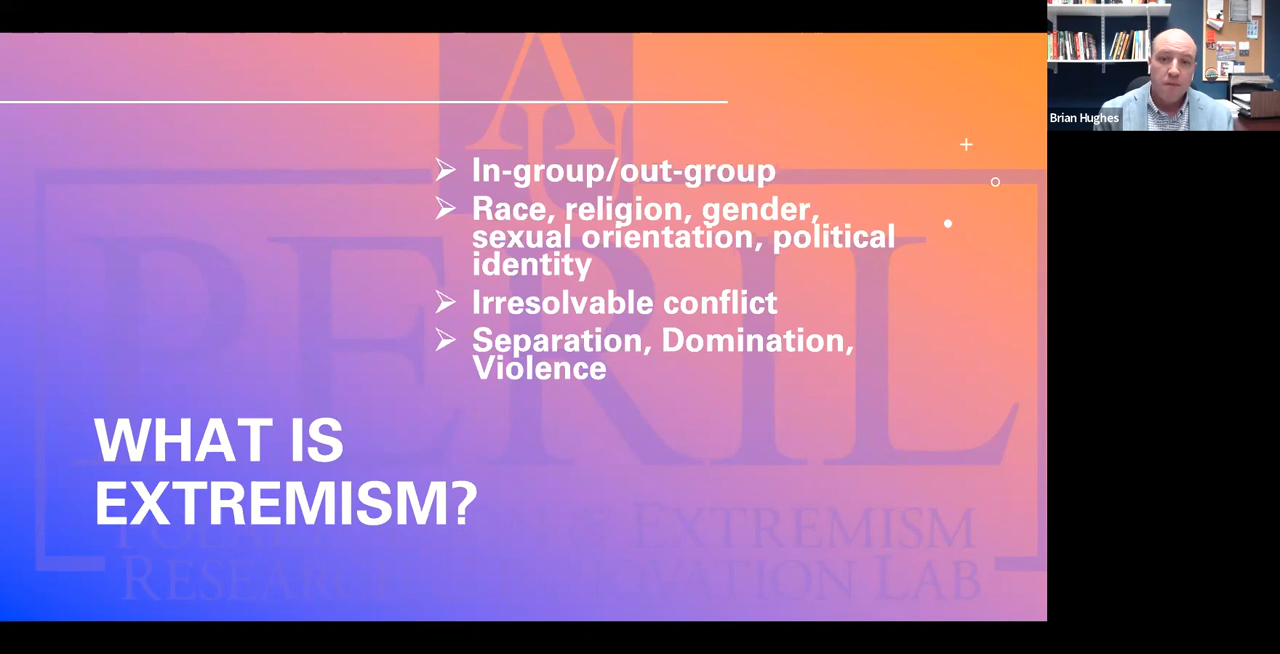 AU
In-group/out-group
Race, religion, gender,
sexual orientation, political
identity
Irresolvable conflict
Separation, Domination,
Violence
WHAT IS
EXTREMISM?
PERIL
EXTREMISM
RESEARCH
LAB
Brian Hughes